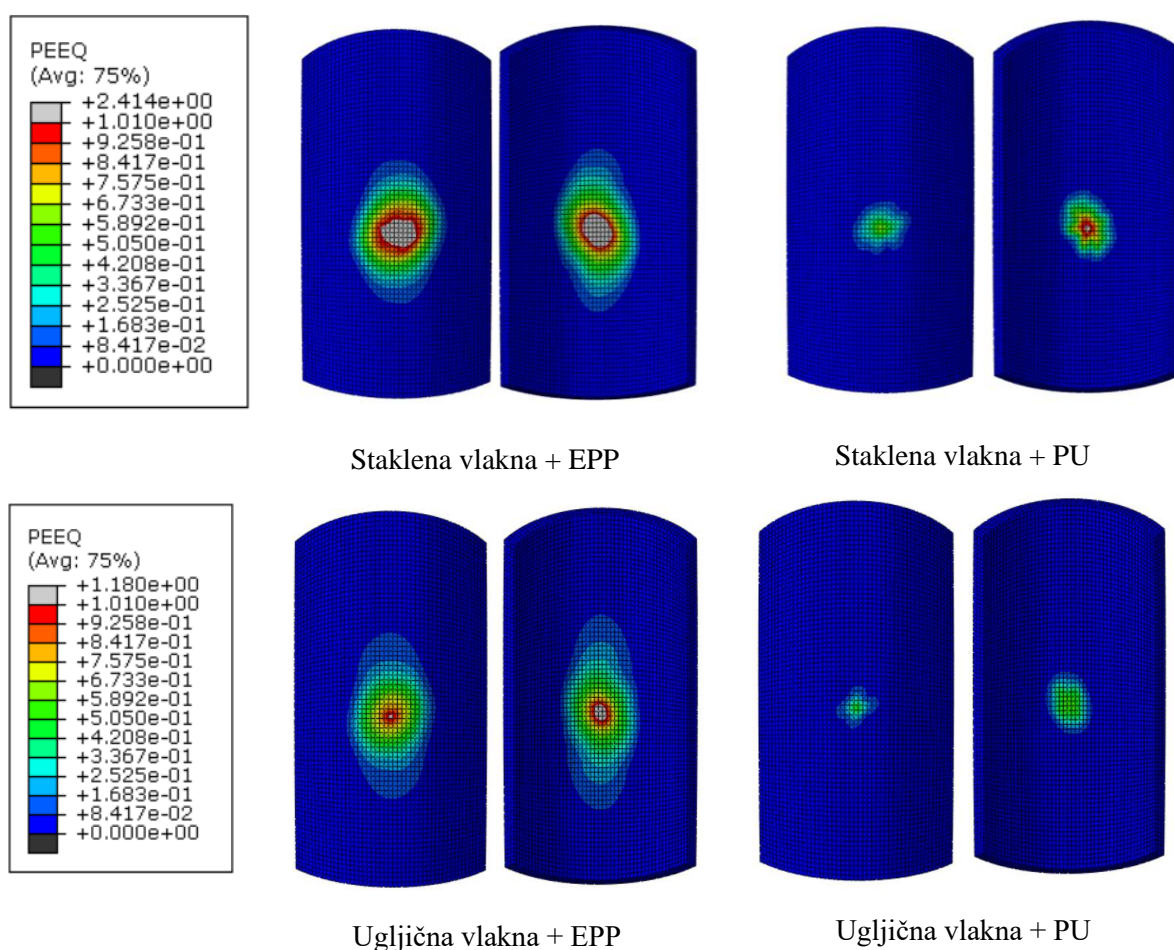 PEEQ
(Avg: 75%)
+2.414e+00
+1.010e+00
+9.258e-01
+8.417e-01
+7.575e-01
+6.733e-01
+5.892e-01
+5.050e-01
+4.208e-01
+3.367e-01
+2.525e-01
+1.683e-01
+8.417e-02
+0.000e+00
Staklena vlakna + EPP
Staklena vlakna + PU
PEEQ
(Avg: 75%)
+1.180e+00
+1.010e+00
+9.258e-01
+8.417e-01
+7.575e-01
+6.733e-01
+5.892e-01
+5.050e-01
+4.208e-01
+3.367e-01
+2.525e-01
+1.683e-01
+8.417e-02
+0.000e+00
Ugljična vlakna + EPP
Ugljična vlakna + PU